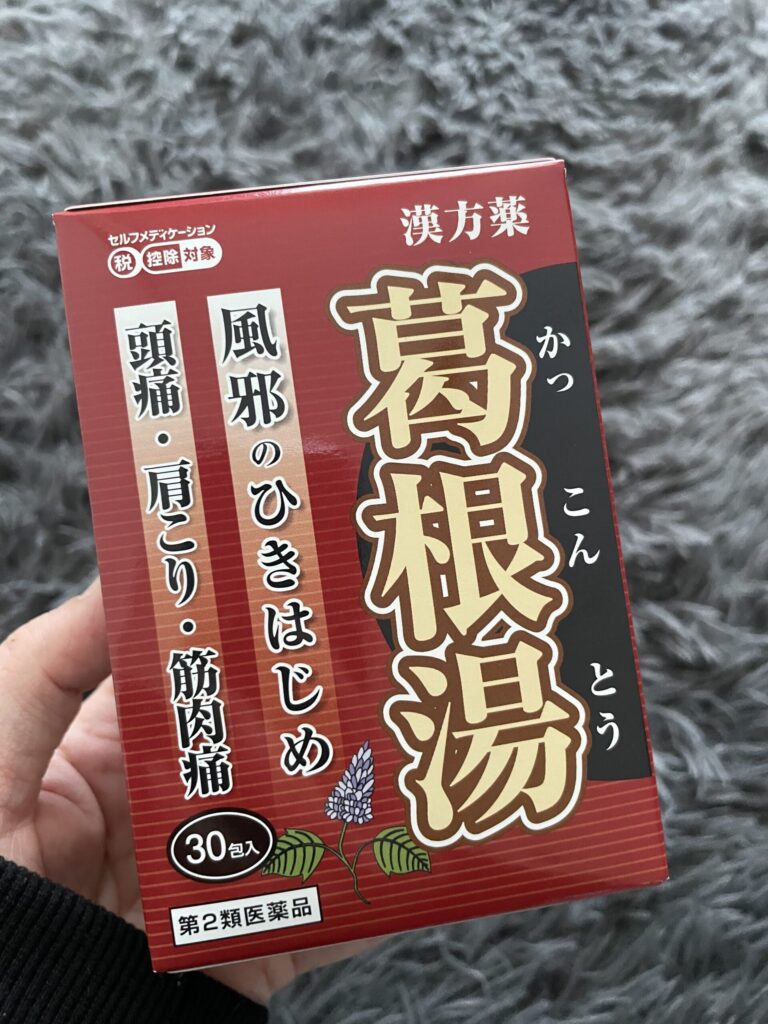 漢方薬
葛根湯
かっこんとう
風邪のひきはじめ
頭痛・肩こり・筋肉痛
セルフメディケーション
税 控除 対象
30包入
第2類医薬品